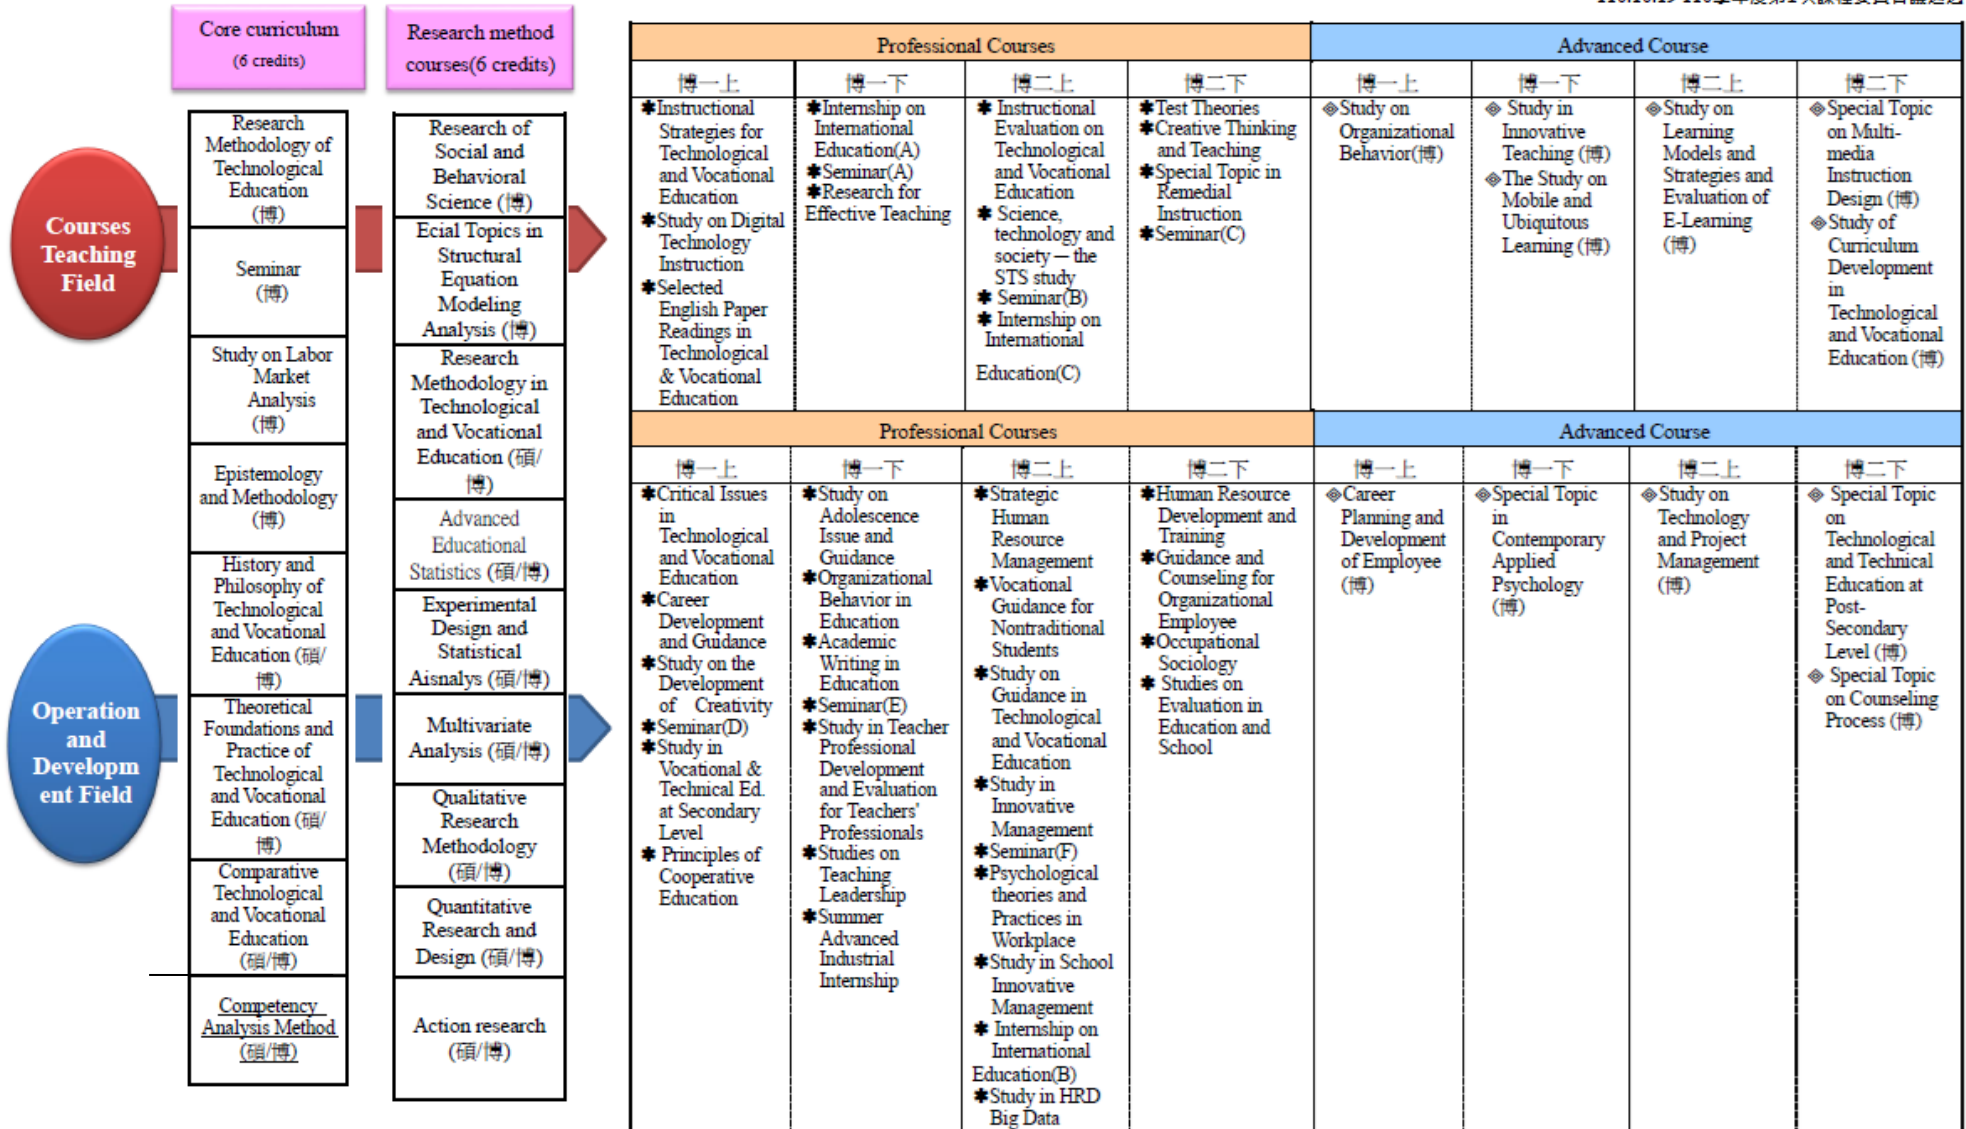 Core curriculum
(6 credits)
Research method
courses(6 credits)
Courses
Teaching
Field
Operation
and
Developm
ent Field
Research
Methodology of
Technological
Education
(博)
Seminar
(博)
Study on Labor
Market
Analysis
(博)
Epistemology
and Methodology
(博)
History and
Philosophy of
Technological
and Vocational
Education (碩/
博)
Theoretical
Foundations and
Practice of
Technological
and Vocational
Education (碩/
博)
Comparative
Technological
and Vocational
Education
(碩/博)
Competency
Analysis Method
(碩/博)
Research of
Social and
Behavioral
Science (博)
Ecial Topics in
Structural
Equation
Modeling
Analysis (博)
Research
Methodology in
Technological
and Vocational
Education (碩/
博)
Advanced
Educational
Statistics (碩/博)
Experimental
Design and
Statistical
Aisnalys (碩/博)
Multivariate
Analysis (碩/博)
Qualitative
Research
Methodology
(碩/博)
Quantitative
Research and
Design (碩/博)
Action research
(碩/博)
Professional Courses
Advanced Course
博一上
✱Instructional
Strategies for
Technological
and Vocational
Education
✱Study on Digital
Technology
Instruction
✱Selected
English Paper
Readings in
Technological
& Vocational
Education
博一下
✱Internship on
International
Education(A)
✱Seminar(A)
✱Research for
Effective Teaching
博二上
✱ Instructional
Evaluation on
Technological
and Vocational
Education
✱ Science,
technology and
society ─ the
STS study
✱ Seminar(B)
✱ Internship on
International
Education(C)
博二下
✱Test Theories
✱Creative Thinking
and Teaching
✱Special Topic in
Remedial
Instruction
✱Seminar(C)
博一上
◈Study on
Organizational
Behavior(博)
博一下
◈ Study in
Innovative
Teaching (博)
◈The Study on
Mobile and
Ubiquitous
Learning (博)
博二上
◈Study on
Learning
Models and
Strategies and
Evaluation of
E-Learning
(博)
博二下
◈Special Topic
on Multi-
media
Instruction
Design (博)
◈Study of
Curriculum
Development
in
Technological
and Vocational
Education (博)
Professional Courses
Advanced Course
博一上
✱Critical Issues
in
Technological
and Vocational
Education
✱Career
Development
and Guidance
✱Study on the
Development
of Creativity
✱Seminar(D)
✱Study in
Vocational &
Technical Ed.
at Secondary
Level
✱ Principles of
Cooperative
Education
博一下
✱Study on
Adolescence
Issue and
Guidance
✱Organizational
Behavior in
Education
✱Academic
Writing in
Education
✱Seminar(E)
✱Study in Teacher
Professional
Development
and Evaluation
for Teachers'
Professionals
✱Studies on
Teaching
Leadership
✱Summer
Advanced
Industrial
Internship
博二上
✱Strategic
Human
Resource
Management
✱Vocational
Guidance for
Nontraditional
Students
✱Study on
Guidance in
Technological
and Vocational
Education
✱Study in
Innovative
Management
✱Seminar(F)
✱Psychological
theories and
Practices in
Workplace
✱Study in School
Innovative
Management
✱ Internship on
International
Education(B)
✱Study in HRD
Big Data
博二下
✱Human Resource
Development and
Training
✱Guidance and
Counseling for
Organizational
Employee
✱Occupational
Sociology
✱ Studies on
Evaluation in
Education and
School
博一上
◈Career
Planning and
Development
of Employee
(博)
博一下
◈Special Topic
in
Contemporary
Applied
Psychology
(博)
博二上
◈Study on
Technology
and Project
Management
(博)
博二下
◈ Special Topic
on
Technological
and Technical
Education at
Post-
Secondary
Level (博)
◈ Special Topic
on Counseling
Process (博)